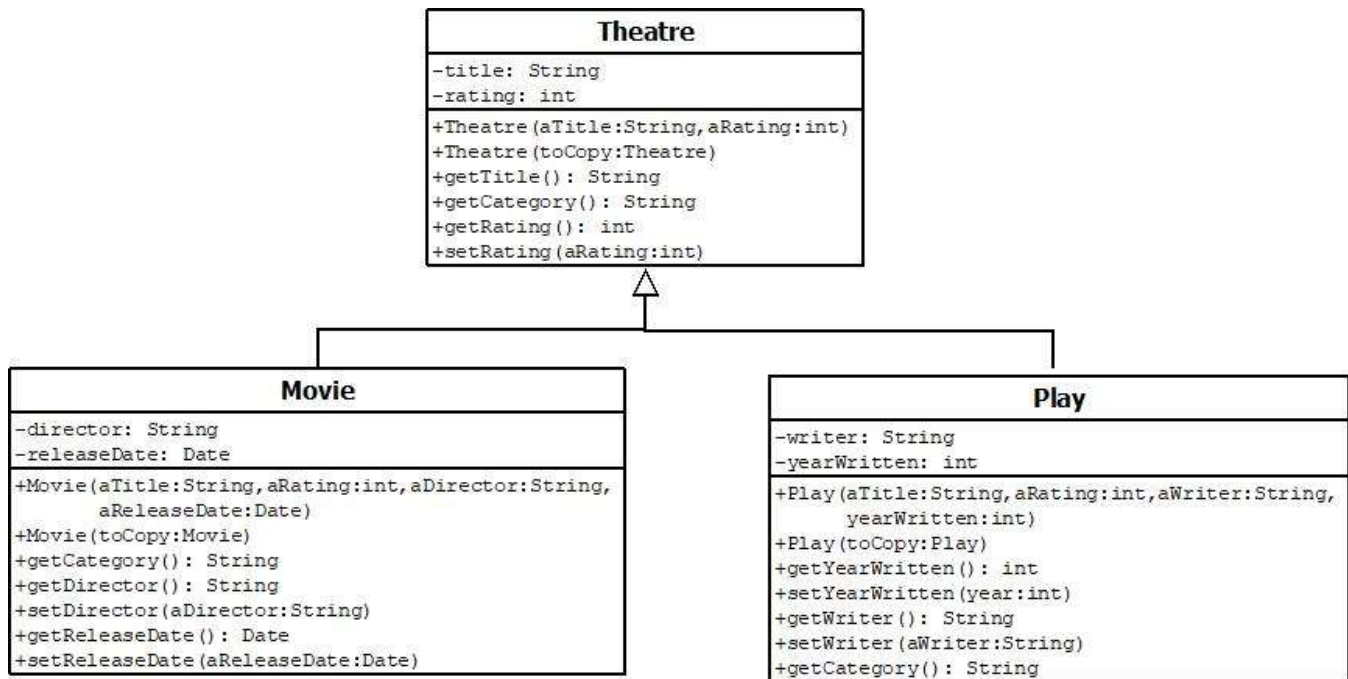 Theatre
-title: String
-rating: int
+Theatre(aTitle:String,aRating:int)
+Theatre(toCopy:Theatre)
+getTitle(): String
+getCategory(): String
+getRating(): int
+setRating(aRating:int)
Movie
-director: String
-releaseDate: Date
+Movie(aTitle:String,aRating:int,aDirector:String,
aReleaseDate:Date)
+Movie(toCopy:Movie)
+getCategory(): String
+getDirector(): String
+setDirector(aDirector:String)
+getReleaseDate(): Date
+setReleaseDate(aReleaseDate:Date)
Play
-writer: String
-yearWritten: int
+Play(aTitle:String,aRating:int,aWriter:String,
yearWritten:int)
+Play(toCopy:Play)
+getYearWritten(): int
+setYearWritten(year:int)
+getWriter(): String
+setWriter(aWriter:String)
+getCategory(): String